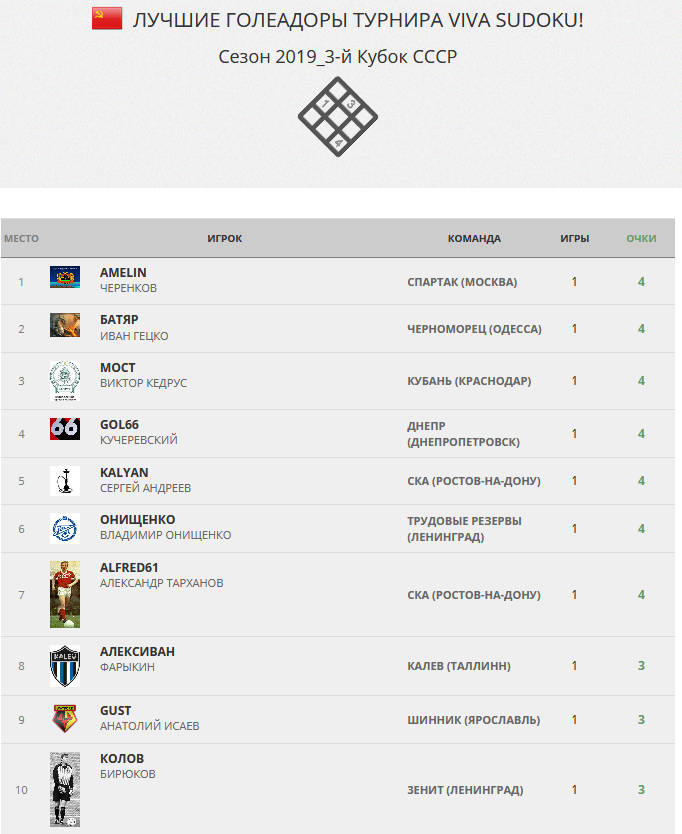 ЛУЧШИЕ ГОЛЕАДОРЫ ТУРНИРА VIVA SUDOKU!
Сезон 2019_3-й Кубок СССР
1 3
4
МЕСТО ИГРОК КОМАНДА ИГРЫ ОЧКИ
1 AMELIN СПАРТАК (МОСКВА) 1 4
ЧЕРЕНКОВ
2 БАТЯР ЧЕРНОМОРЕЦ (ОДЕССА) 1 4
ИВАН ГЕЦКО
3 МОСТ КУБАНЬ (КРАСНОДАР) 1 4
ВИКТОР КЕДРУС
4 66 GOL66 ДНЕПР (ДНЕПРОПЕТРОВСК) 1 4
КУЧЕРЕВСКИЙ
5 KALYAN СКА (РОСТОВ-НА-ДОНУ) 1 4
СЕРГЕЙ АНДРЕЕВ
6 ОНИЩЕНКО ТРУДОВЫЕ РЕЗЕРВЫ (ЛЕНИНГРАД) 1 4
ВЛАДИМИР ОНИЩЕНКО
7 ALFRED61 СКА (РОСТОВ-НА-ДОНУ) 1 4
АЛЕКСАНДР ТАРХАНОВ
8 KALEV АЛЕКСИВАН КАЛЕВ (ТАЛЛИНН) 1 3
ФАРЫКИН
9 GUST ШИННИК (ЯРОСЛАВЛЬ) 1 3
АНАТОЛИЙ ИСАЕВ
10 КОЛОВ ЗЕНИТ (ЛЕНИНГРАД) 1 3
БИРЮКОВ